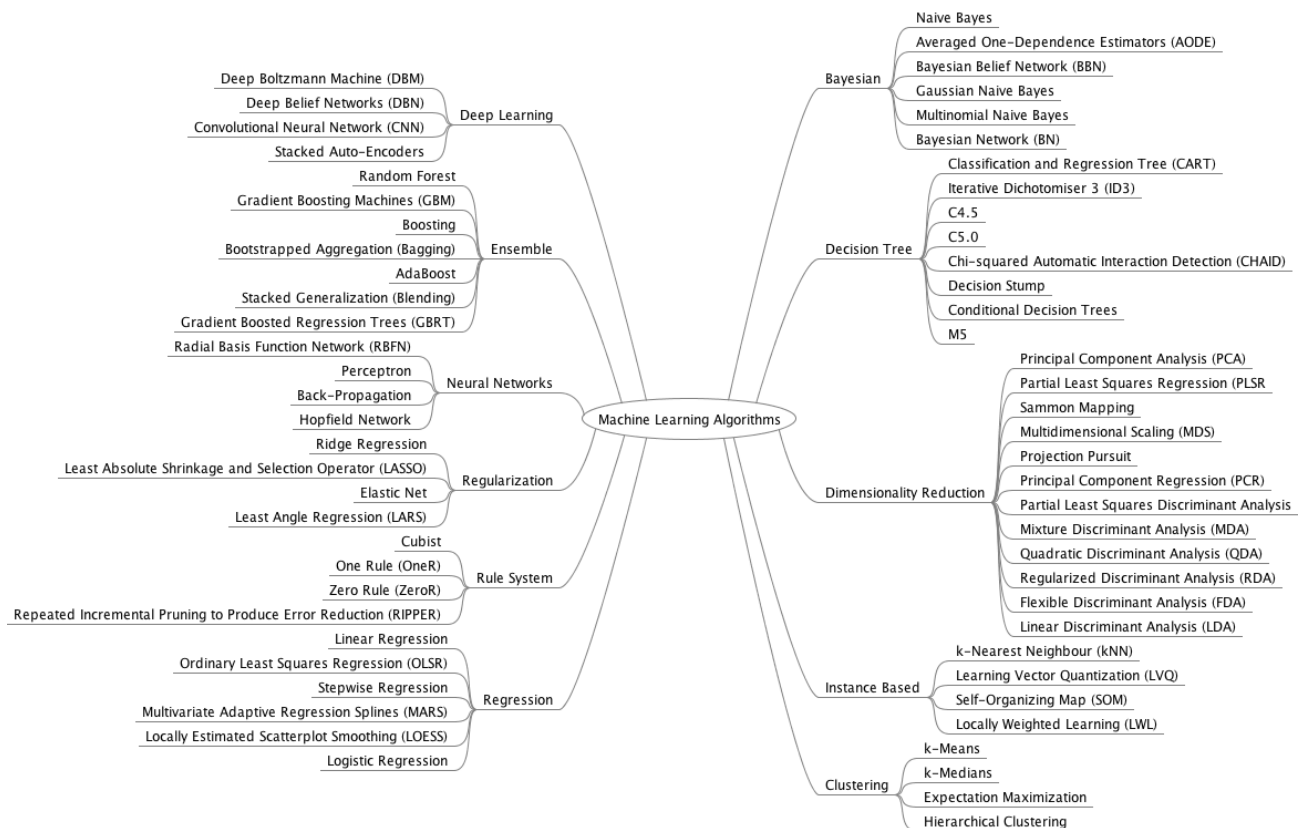 Machine Learning Algorithms
Deep Learning
Deep Boltzmann Machine (DBM)
Deep Belief Networks (DBN)
Convolutional Neural Network (CNN)
Stacked Auto-Encoders
Ensemble
Random Forest
Gradient Boosting Machines (GBM)
Boosting
Bootstrapped Aggregation (Bagging)
AdaBoost
Stacked Generalization (Blending)
Gradient Boosted Regression Trees (GBRT)
Neural Networks
Radial Basis Function Network (RBFN)
Perceptron
Back-Propagation
Hopfield Network
Regularization
Ridge Regression
Least Absolute Shrinkage and Selection Operator (LASSO)
Elastic Net
Least Angle Regression (LARS)
Rule System
Cubist
One Rule (OneR)
Zero Rule (ZeroR)
Repeated Incremental Pruning to Produce Error Reduction (RIPPER)
Regression
Linear Regression
Ordinary Least Squares Regression (OLSR)
Stepwise Regression
Multivariate Adaptive Regression Splines (MARS)
Locally Estimated Scatterplot Smoothing (LOESS)
Logistic Regression
Bayesian
Naive Bayes
Averaged One-Dependence Estimators (AODE)
Bayesian Belief Network (BBN)
Gaussian Naive Bayes
Multinomial Naive Bayes
Bayesian Network (BN)
Decision Tree
Classification and Regression Tree (CART)
Iterative Dichotomiser 3 (ID3)
C4.5
C5.0
Chi-squared Automatic Interaction Detection (CHAID)
Decision Stump
Conditional Decision Trees
M5
Dimensionality Reduction
Principal Component Analysis (PCA)
Partial Least Squares Regression (PLSR
Sammon Mapping
Multidimensional Scaling (MDS)
Projection Pursuit
Principal Component Regression (PCR)
Partial Least Squares Discriminant Analysis
Mixture Discriminant Analysis (MDA)
Quadratic Discriminant Analysis (QDA)
Regularized Discriminant Analysis (RDA)
Flexible Discriminant Analysis (FDA)
Linear Discriminant Analysis (LDA)
Instance Based
k-Nearest Neighbour (kNN)
Learning Vector Quantization (LVQ)
Self-Organizing Map (SOM)
Locally Weighted Learning (LWL)
Clustering
k-Means
k-Medians
Expectation Maximization
Hierarchical Clustering